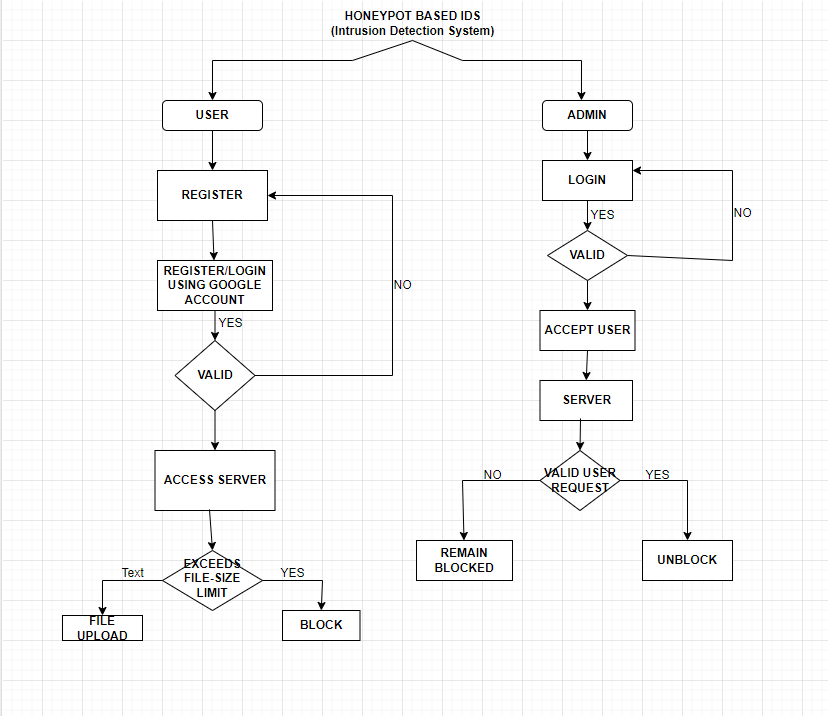 HONEYPOT BASED IDS
(Intrusion Detection System)
USER
ADMIN
REGISTER
LOGIN
YES
NO
VALID
REGISTER/LOGIN
USING GOOGLE
ACCOUNT
NO
YES
ACCEPT USER
VALID
SERVER
ACCESS SERVER
NO
VALID USER
REQUEST
YES
REMAIN
BLOCKED
UNBLOCK
Text
EXCEEDS
FILE-SIZE
LIMIT
YES
FILE
UPLOAD
BLOCK